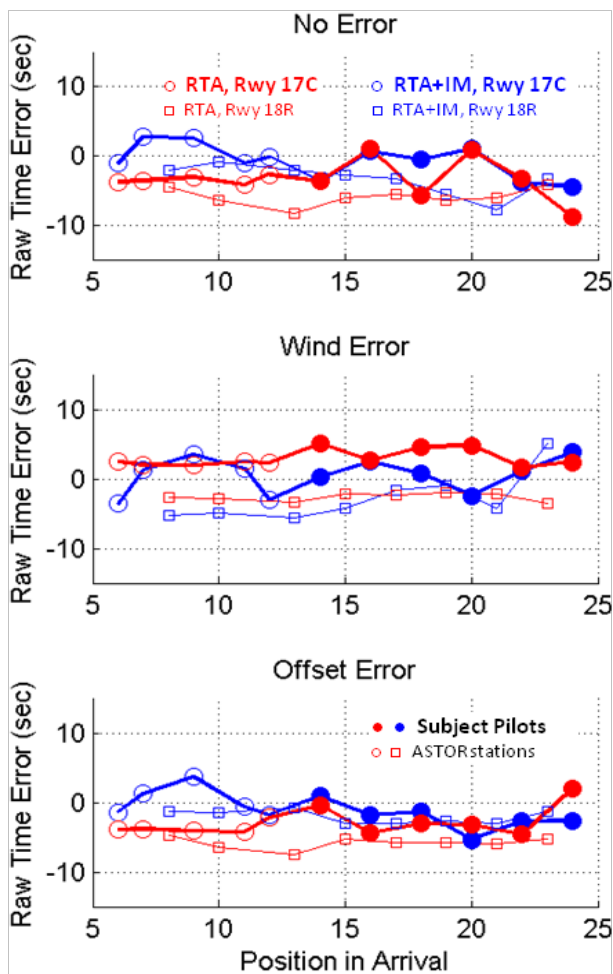 No Error
Raw Time Error (sec)
10
0
-10
RTA, Rwy 17C
RTA+IM, Rwy 17C
RTA, Rwy 18R
RTA+IM, Rwy 18R
5 10 15 20 25
Wind Error
Raw Time Error (sec)
10
0
-10
5 10 15 20 25
Offset Error
Raw Time Error (sec)
10
0
-10
Subject Pilots
ASTORstations
5 10 15 20 25
Position in Arrival